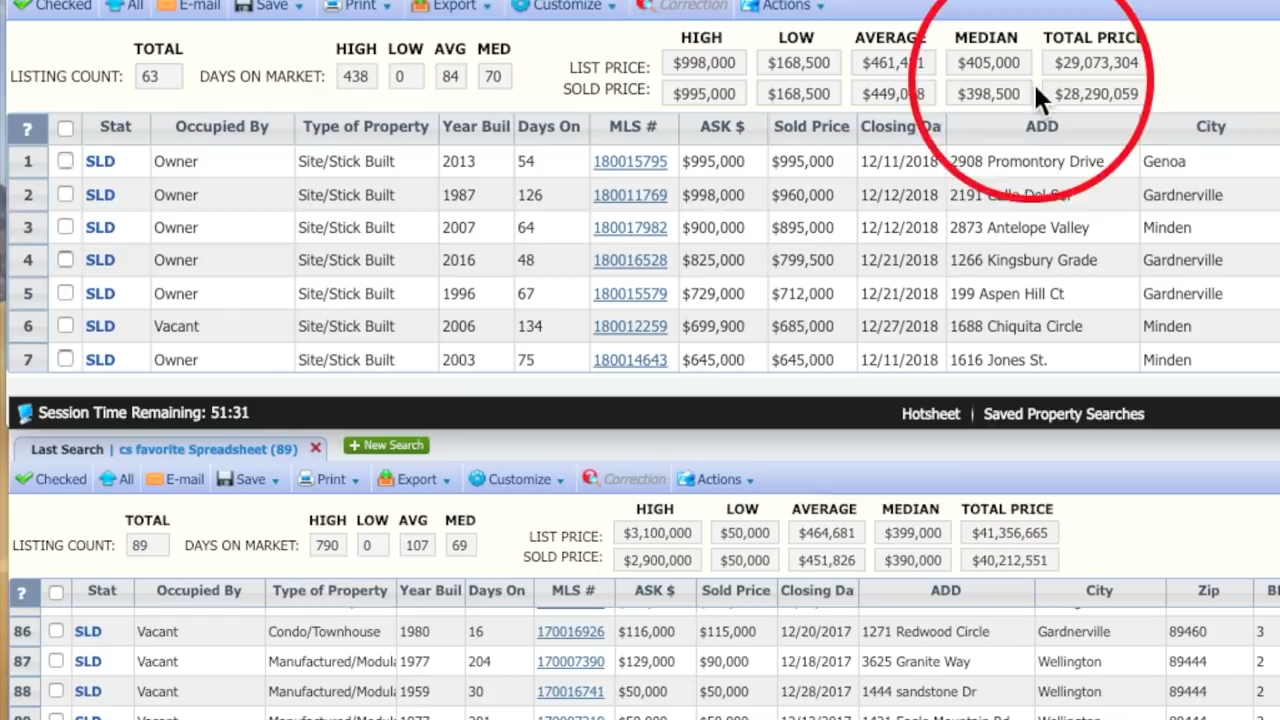 Checked All E-mail Save Print Export Customize Correction Actions
HIGH LOW AVERAGE MEDIAN TOTAL PRICE
TOTAL HIGH LOW AVG MED
LIST PRICE: $998,000 $168,500 $405,000 $29,073,304
LISTING COUNT: 63 DAYS ON MARKET: 438 0 84 70
SOLD PRICE: $995,000 $168,500 $398,500 $28,290,059
? Stat Occupied By Type of Property Year Buil Days On MLS # ASK $ Sold Price Closing Da ADD City
1 SLD Owner Site/Stick Built 2013 54 180015795 $995,000 $995,000 12/11/2018 2908 Promontory Drive Genoa
2 SLD Owner Site/Stick Built 1987 126 180011769 $998,000 $960,000 12/12/2018 2191 Gardnerville
3 SLD Owner Site/Stick Built 2007 64 180017982 $900,000 $895,000 12/12/2018 2873 Antelope Valley Minden
4 SLD Owner Site/Stick Built 2016 48 180016528 $825,000 $799,500 12/21/2018 1266 Kingsbury Grade Minden
5 SLD Owner Site/Stick Built 1996 67 180015579 $729,000 $712,000 12/21/2018 199 Aspen Hill Ct Gardnerville
6 SLD Vacant Site/Stick Built 2006 134 180012259 $699,900 $685,000 12/27/2018 1688 Chiquita Circle Minden
7 SLD Owner Site/Stick Built 2003 75 180014643 $645,000 $645,000 12/11/2018 1616 Jones St. Minden
Session Time Remaining: 51:31 Hotsheet | Saved Property Searches
Last Search | cs favorite Spreadsheet (89) + New Search
Checked All E-mail Save Print Export Customize Correction Actions
HIGH LOW AVERAGE MEDIAN TOTAL PRICE
TOTAL HIGH LOW AVG MED
LIST PRICE: $3,100,000 $50,000 $464,681 $399,000 $41,356,665
LISTING COUNT: 89 DAYS ON MARKET: 790 0 107 69
SOLD PRICE: $2,900,000 $50,000 $451,826 $390,000 $40,212,551
? Stat Occupied By Type of Property Year Buil Days On MLS # ASK $ Sold Price Closing Da ADD City Zip
86 SLD Vacant Condo/Townhouse 1980 16 170016926 $116,000 $115,000 12/20/2017 1271 Redwood Circle Gardnerville 89460 3
87 SLD Vacant Manufactured/Modula 1977 204 170007390 $129,000 $90,000 12/18/2017 3625 Granite Way Wellington 89444 2
88 SLD Vacant Manufactured/Modula 1959 30 170016741 $50,000 $50,000 12/28/2017 1444 sandstone Dr Wellington 89444 2